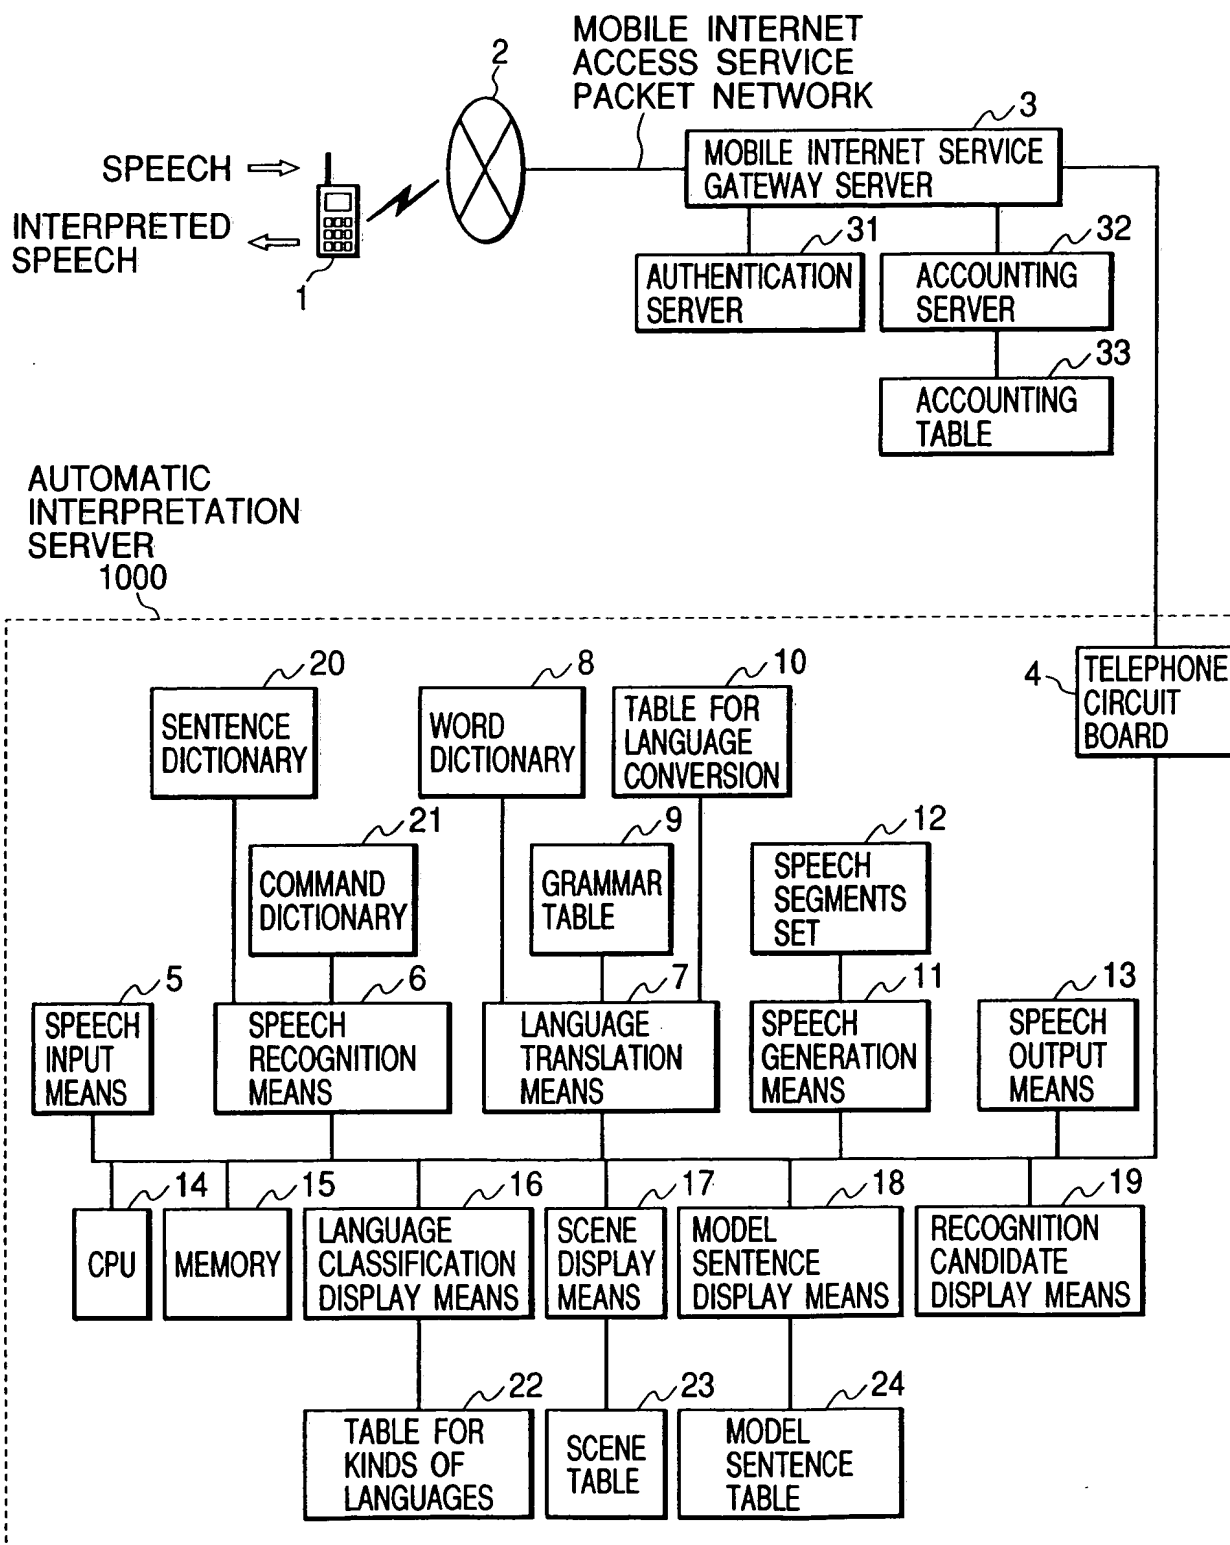 MOBILE INTERNET
ACCESS SERVICE
PACKET NETWORK
2
3
SPEECH
INTERPRETED
SPEECH
1
MOBILE INTERNET SERVICE
GATEWAY SERVER
31
AUTHENTICATION
SERVER
32
ACCOUNTING
SERVER
33
ACCOUNTING
TABLE
AUTOMATIC
INTERPRETATION
SERVER
1000
4
TELEPHONE
CIRCUIT
BOARD
20
SENTENCE
DICTIONARY
8
WORD
DICTIONARY
10
TABLE FOR
LANGUAGE
CONVERSION
21
COMMAND
DICTIONARY
9
GRAMMAR
TABLE
12
SPEECH
SEGMENTS
SET
5
SPEECH
INPUT
MEANS
6
SPEECH
RECOGNITION
MEANS
7
LANGUAGE
TRANSLATION
MEANS
11
SPEECH
GENERATION
MEANS
13
SPEECH
OUTPUT
MEANS
14
CPU
15
MEMORY
16
LANGUAGE
CLASSIFICATION
DISPLAY MEANS
17
SCENE
DISPLAY
MEANS
18
MODEL
SENTENCE
DISPLAY MEANS
19
RECOGNITION
CANDIDATE
DISPLAY MEANS
22
TABLE FOR
KINDS OF
LANGUAGES
23
SCENE
TABLE
24
MODEL
SENTENCE
TABLE